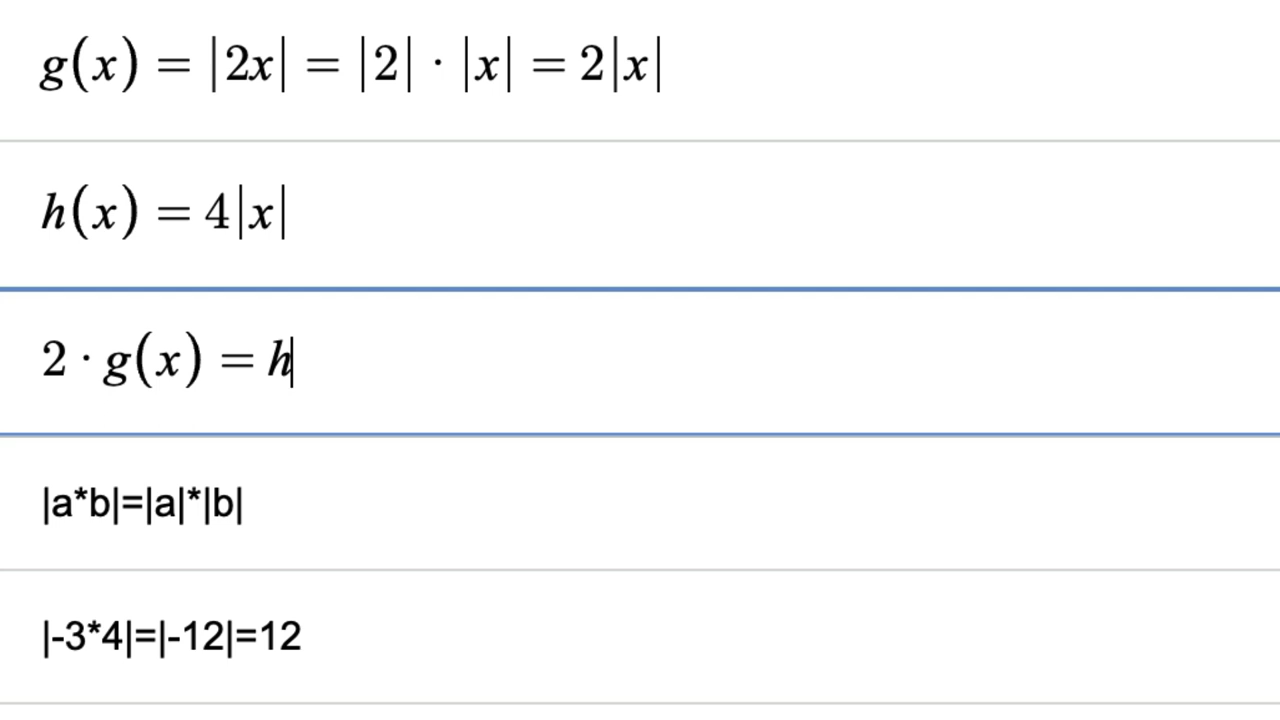 g(x) = |2x| = |2| · |x| = 2|x|
h(x) = 4|x|
2 · g(x) = h
|a*b|=|a|*|b|
|-3*4|=|-12|=12